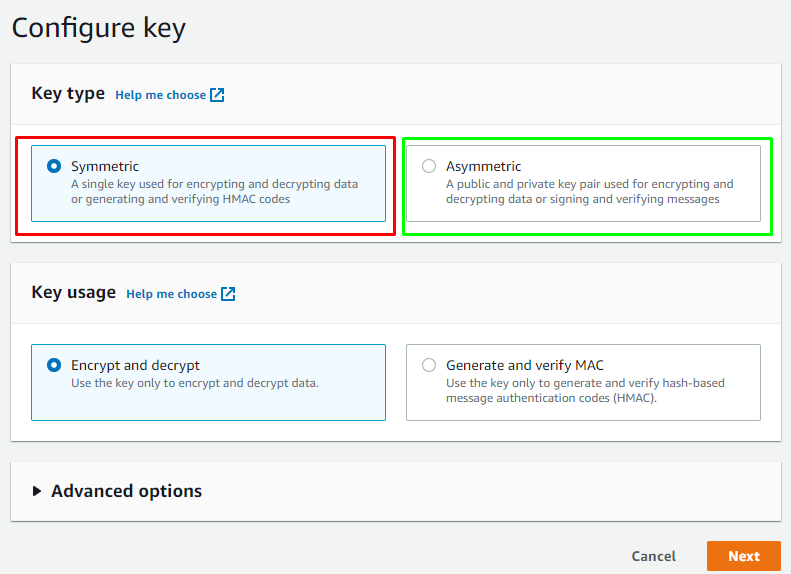 Configure key
Key type Help me choose
Symmetric
A single key used for encrypting and decrypting data
or generating and verifying HMAC codes
Asymmetric
A public and private key pair used for encrypting and
decrypting data or signing and verifying messages
Key usage Help me choose
Encrypt and decrypt
Use the key only to encrypt and decrypt data.
Generate and verify MAC
Use the key only to generate and verify hash-based
message authentication codes (HMAC).
Advanced options
Cancel Next